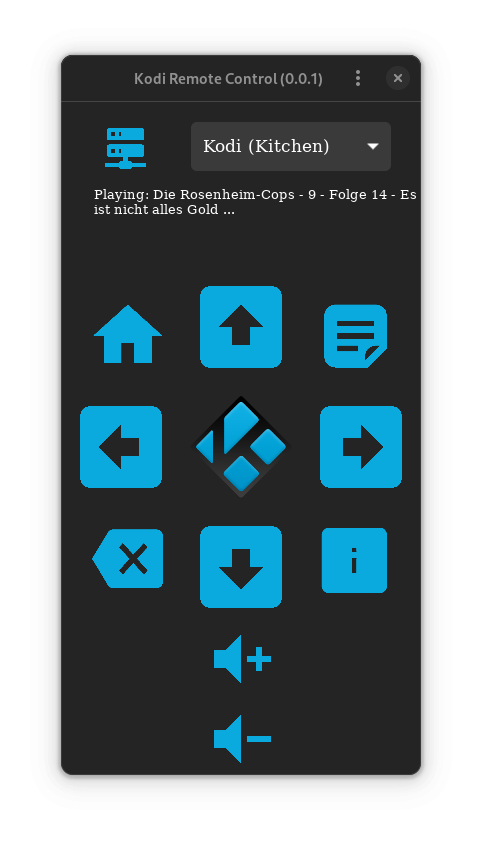 Kodi Remote Control (0.0.1)
Kodi (Kitchen)
Playing: Die Rosenheim-Cops - 9 - Folge 14 - Es
ist nicht alles Gold ...
i